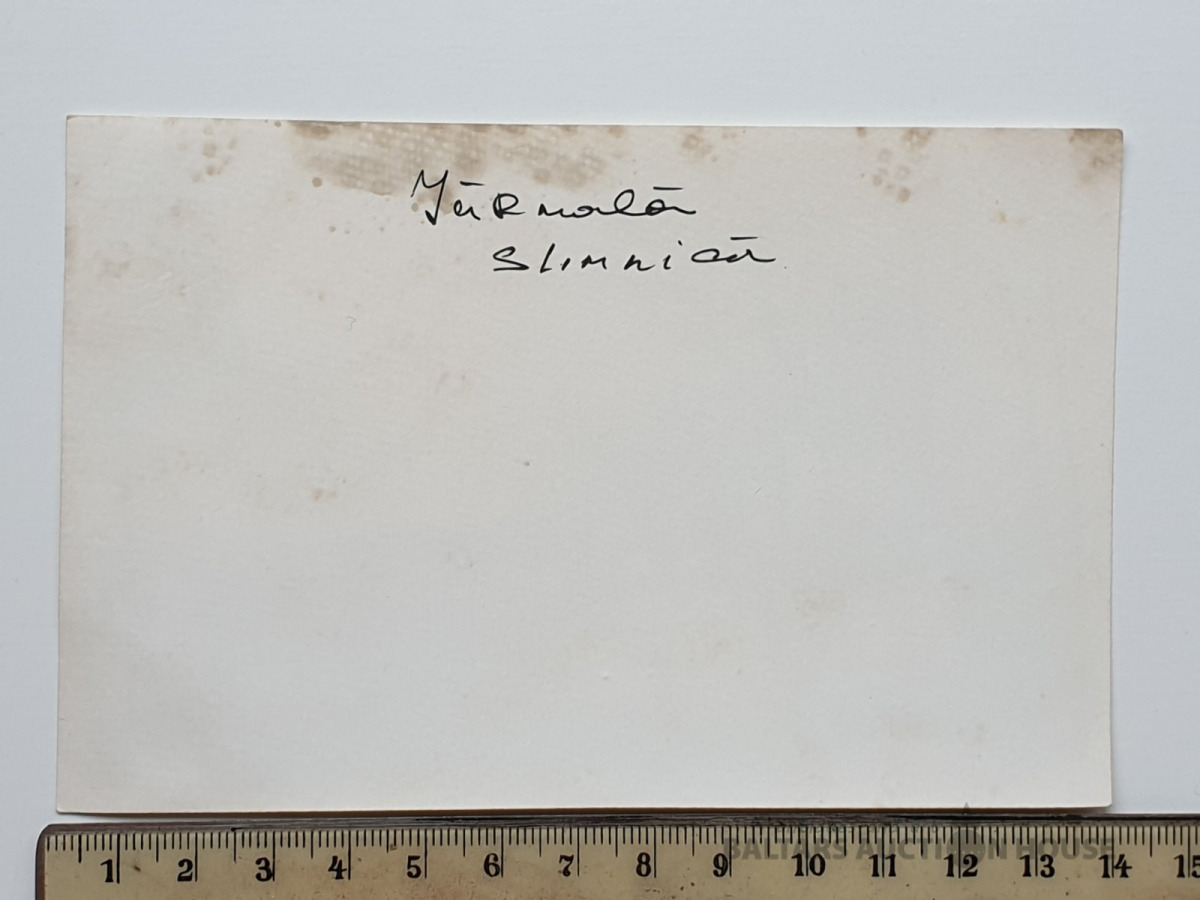 Jūrmalā
slimnicā
1 2 3 4 5 6 7 8 9 10 11 12 13 14 15
BALTARS AUCTION HOUSE